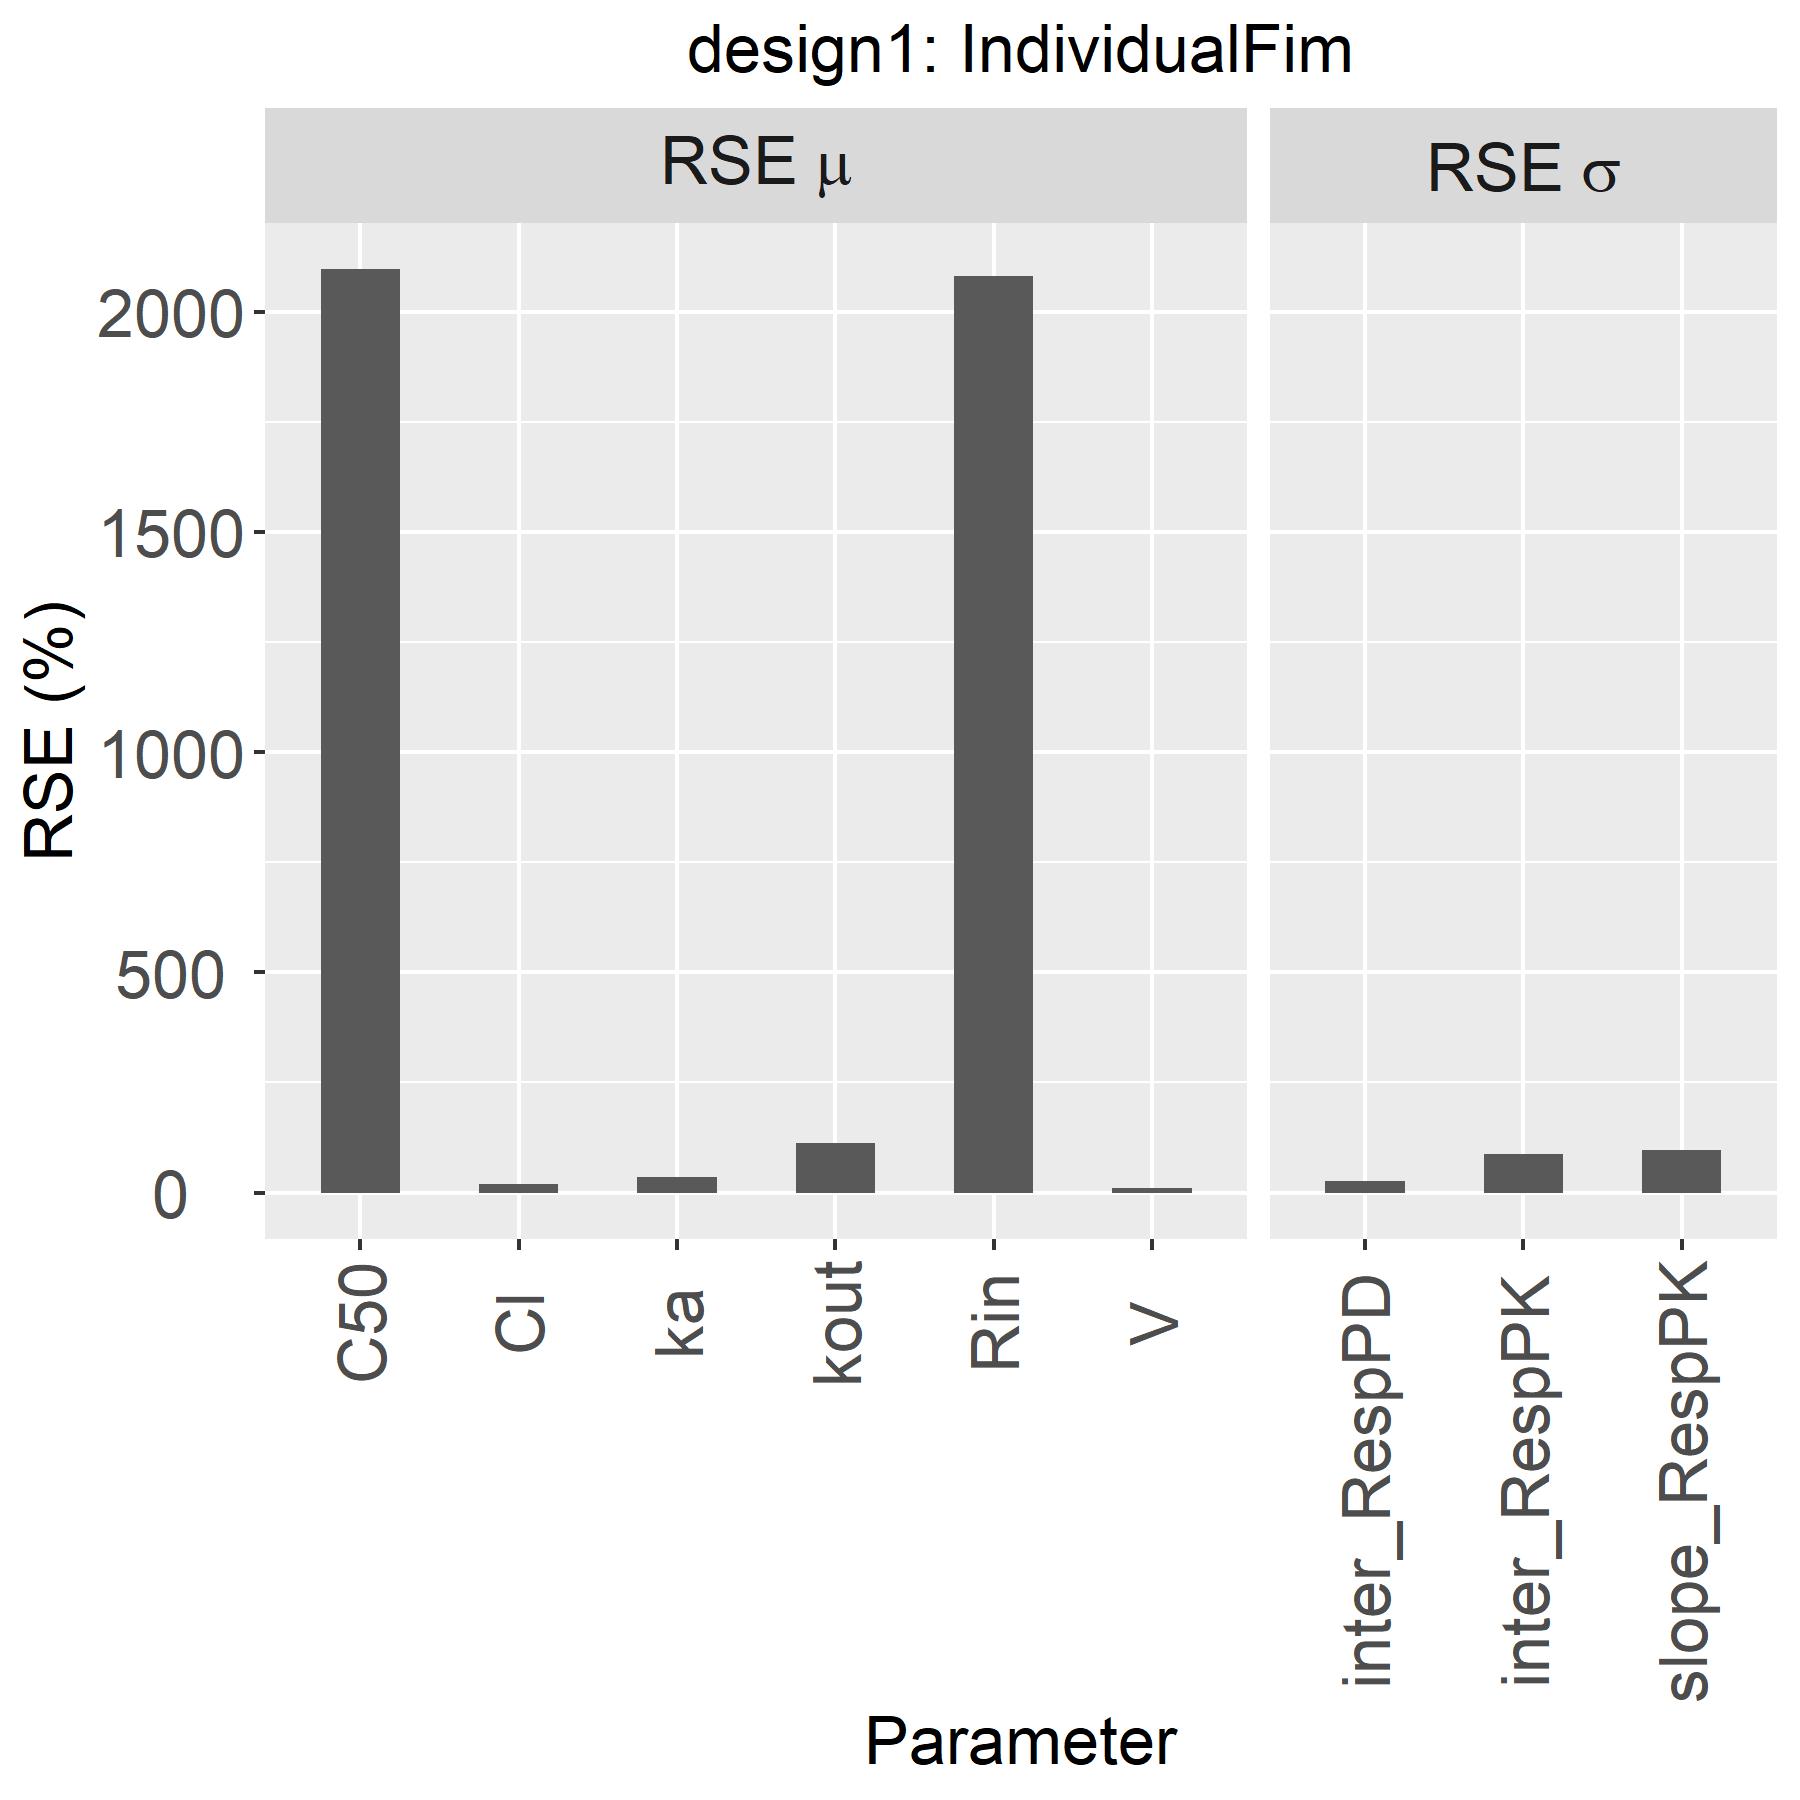 design1: IndividualFim
RSE μ
RSE σ
RSE (%)
2000
1500
1000
500
0
C50
Cl
ka
kout
Rin
V
inter_RespPD
inter_RespPK
slope_RespPK
Parameter